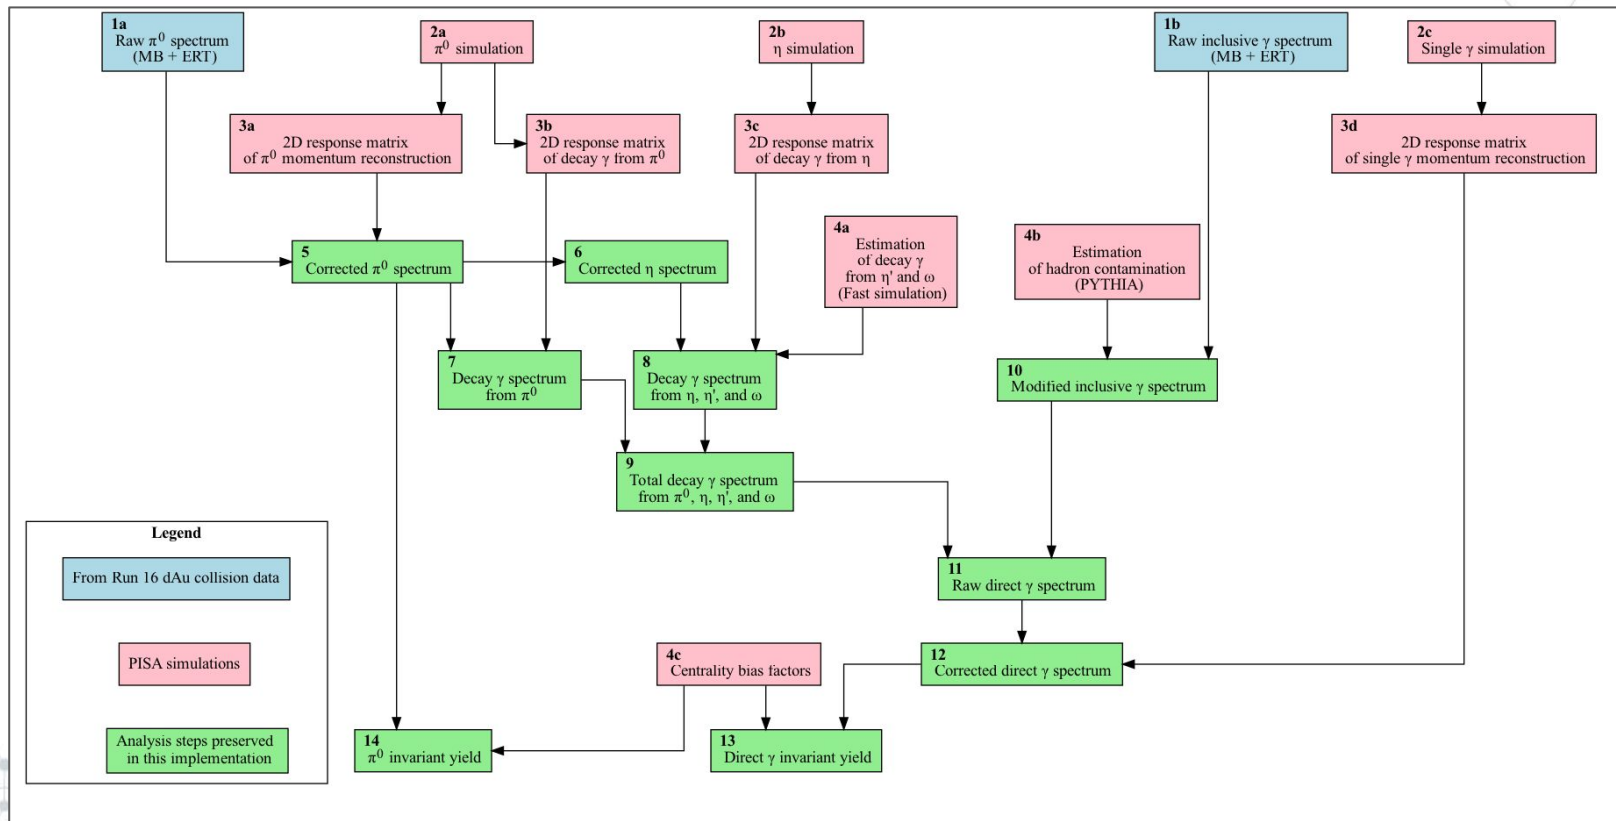 1a
Raw π⁰ spectrum
(MB + ERT)
2a
π⁰ simulation
2b
η simulation
1b
Raw inclusive γ spectrum
(MB + ERT)
2c
Single γ simulation
3a
2D response matrix
of π⁰ momentum reconstruction
3b
2D response matrix
of decay γ from π⁰
3c
2D response matrix
of decay γ from η
3d
2D response matrix
of single γ momentum reconstruction
4a
Estimation
of decay γ
from η' and ω
(Fast simulation)
4b
Estimation
of hadron contamination
(PYTHIA)
5
Corrected π⁰ spectrum
6
Corrected η spectrum
7
Decay γ spectrum
from π⁰
8
Decay γ spectrum
from η, η', and ω
10
Modified inclusive γ spectrum
9
Total decay γ spectrum
from π⁰, η, η', and ω
11
Raw direct γ spectrum
4c
Centrality bias factors
12
Corrected direct γ spectrum
14
π⁰ invariant yield
13
Direct γ invariant yield
Legend
From Run 16 dAu collision data
PISA simulations
Analysis steps preserved
in this implementation